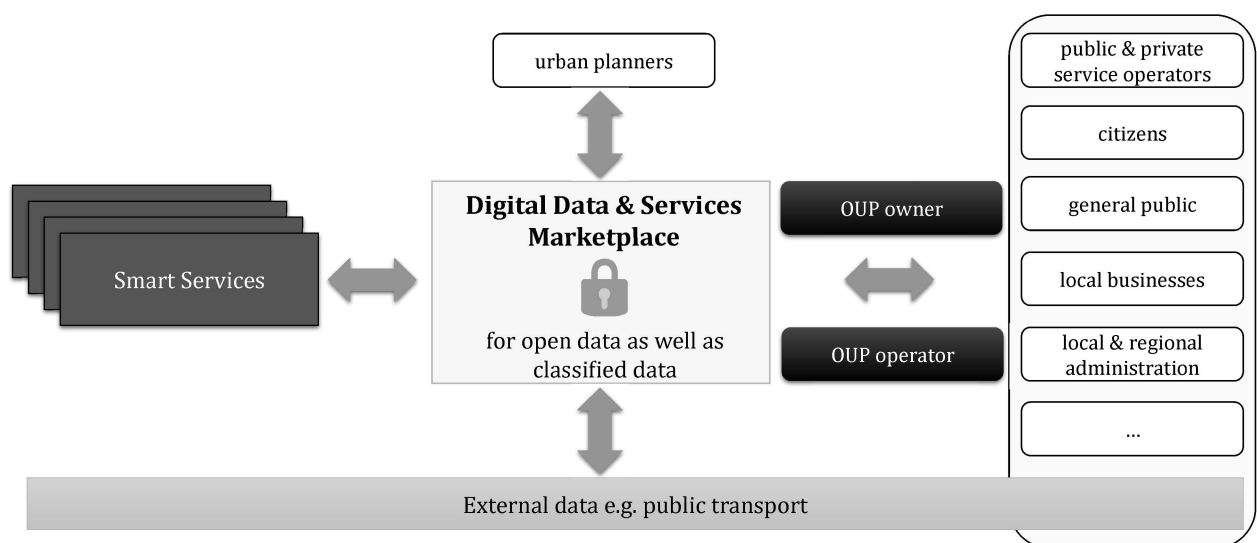 urban planners
Smart Services
Digital Data & Services
Marketplace
for open data as well as
classified data
OUP owner
OUP operator
public & private
service operators
citizens
general public
local businesses
local & regional
administration
...
External data e.g. public transport